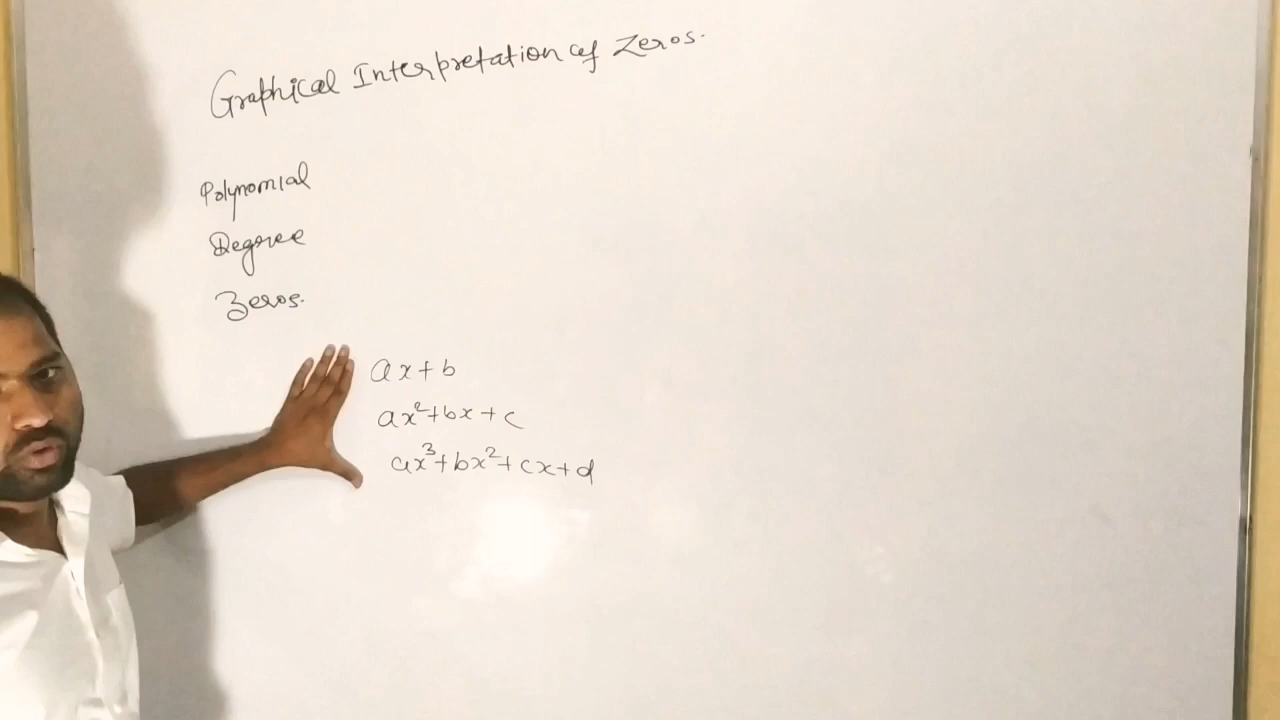 Graphical Interpretation of Zeros.
Polynomial
Degree
Zeros.
ax+b
ax²+bx+c
ax³+bx²+cx+d